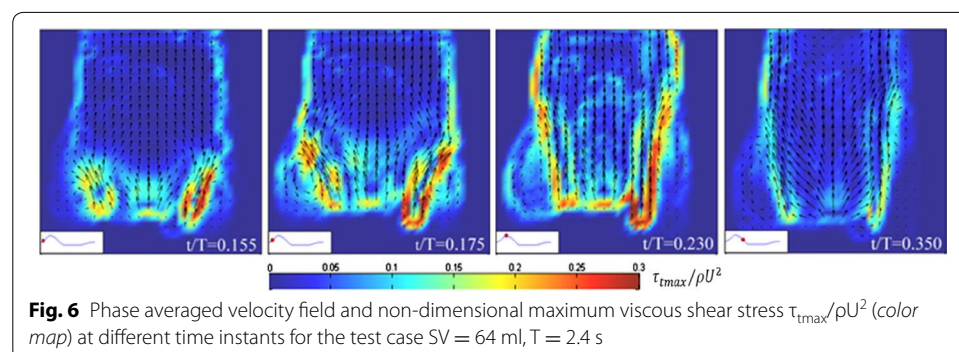 t/T=0.155 t/T=0.175 t/T=0.230 t/T=0.350
0 0.05 0.1 0.15 0.2 0.25 0.3 τ_tmax/ρU²
Fig. 6 Phase averaged velocity field and non-dimensional maximum viscous shear stress τ_tmax/ρU² (color
map) at different time instants for the test case SV = 64 ml, T = 2.4 s